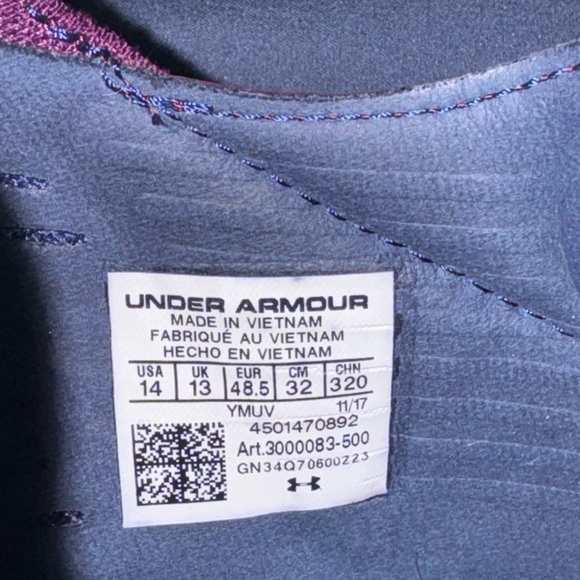 UNDER ARMOUR
MADE IN VIETNAM
FABRIQUÉ AU VIETNAM
HECHO EN VIETNAM
USA UK EUR CM CHN
14 13 48.5 32 320
YMUV 11/17
4501470892
Art.3000083-500
GN34Q70600223